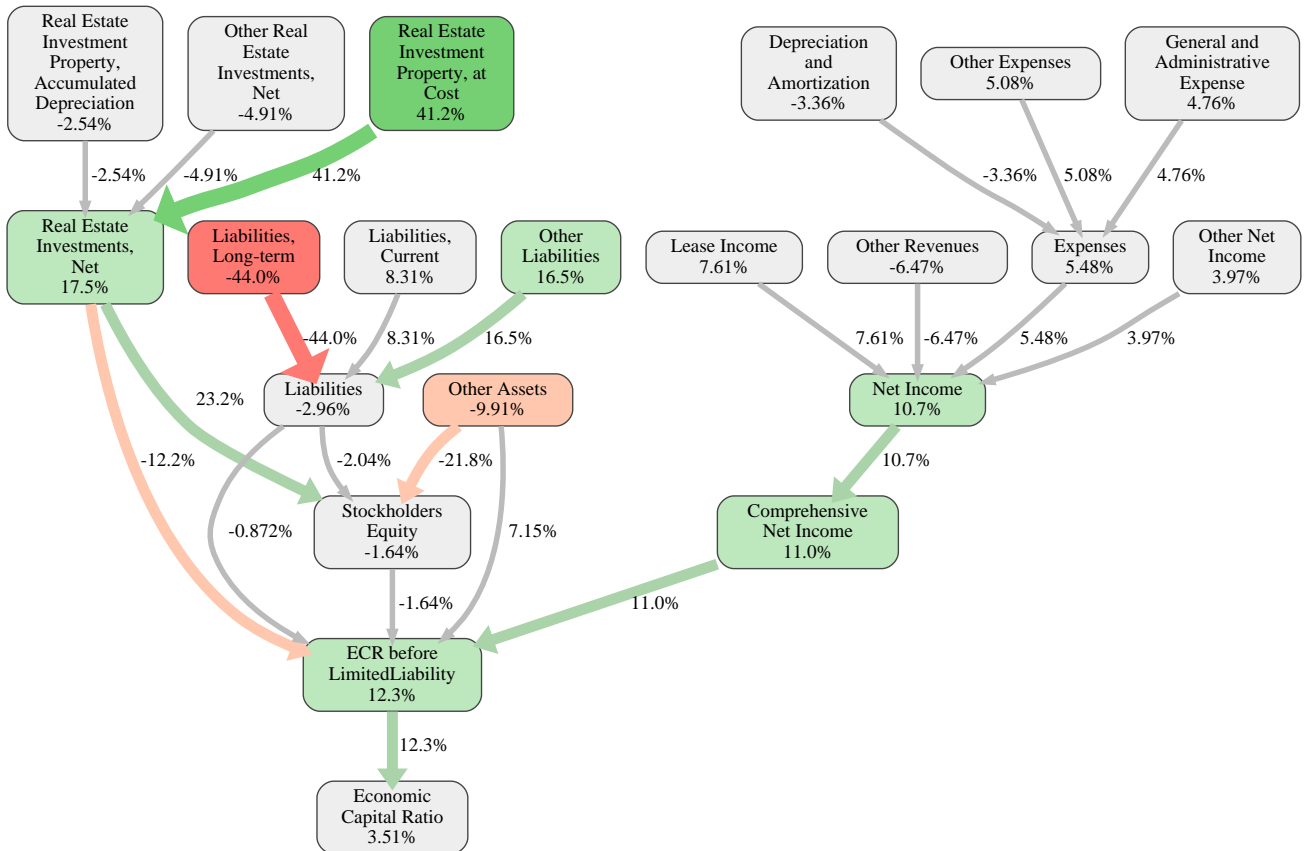 Real Estate
Investment
Property,
Accumulated
Depreciation
-2.54%
Other Real
Estate
Investments,
Net
-4.91%
Real Estate
Investment
Property, at
Cost
41.2%
Depreciation
and
Amortization
-3.36%
Other Expenses
5.08%
General and
Administrative
Expense
4.76%
-2.54%
-4.91%
41.2%
-3.36%
5.08%
4.76%
Real Estate
Investments,
Net
17.5%
Liabilities,
Long-term
-44.0%
Liabilities,
Current
8.31%
Other
Liabilities
16.5%
Lease Income
7.61%
Other Revenues
-6.47%
Expenses
5.48%
Other Net
Income
3.97%
-44.0%
8.31%
16.5%
7.61%
-6.47%
5.48%
3.97%
Liabilities
-2.96%
Other Assets
-9.91%
Net Income
10.7%
23.2%
-12.2%
-2.04%
-21.8%
10.7%
Stockholders
Equity
-1.64%
Comprehensive
Net Income
11.0%
-0.872%
7.15%
-1.64%
11.0%
ECR before
LimitedLiability
12.3%
12.3%
Economic
Capital Ratio
3.51%